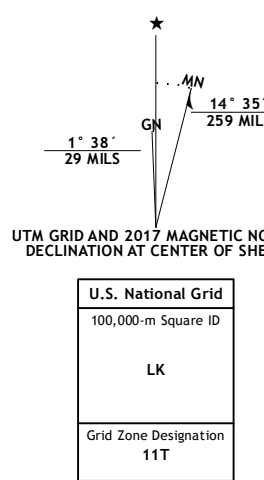 ★
MN
GN
14° 35´
259 MIL
1° 38´
29 MILS
UTM GRID AND 2017 MAGNETIC NO
DECLINATION AT CENTER OF SHE
U.S. National Grid
100,000-m Square ID
LK
Grid Zone Designation
11T